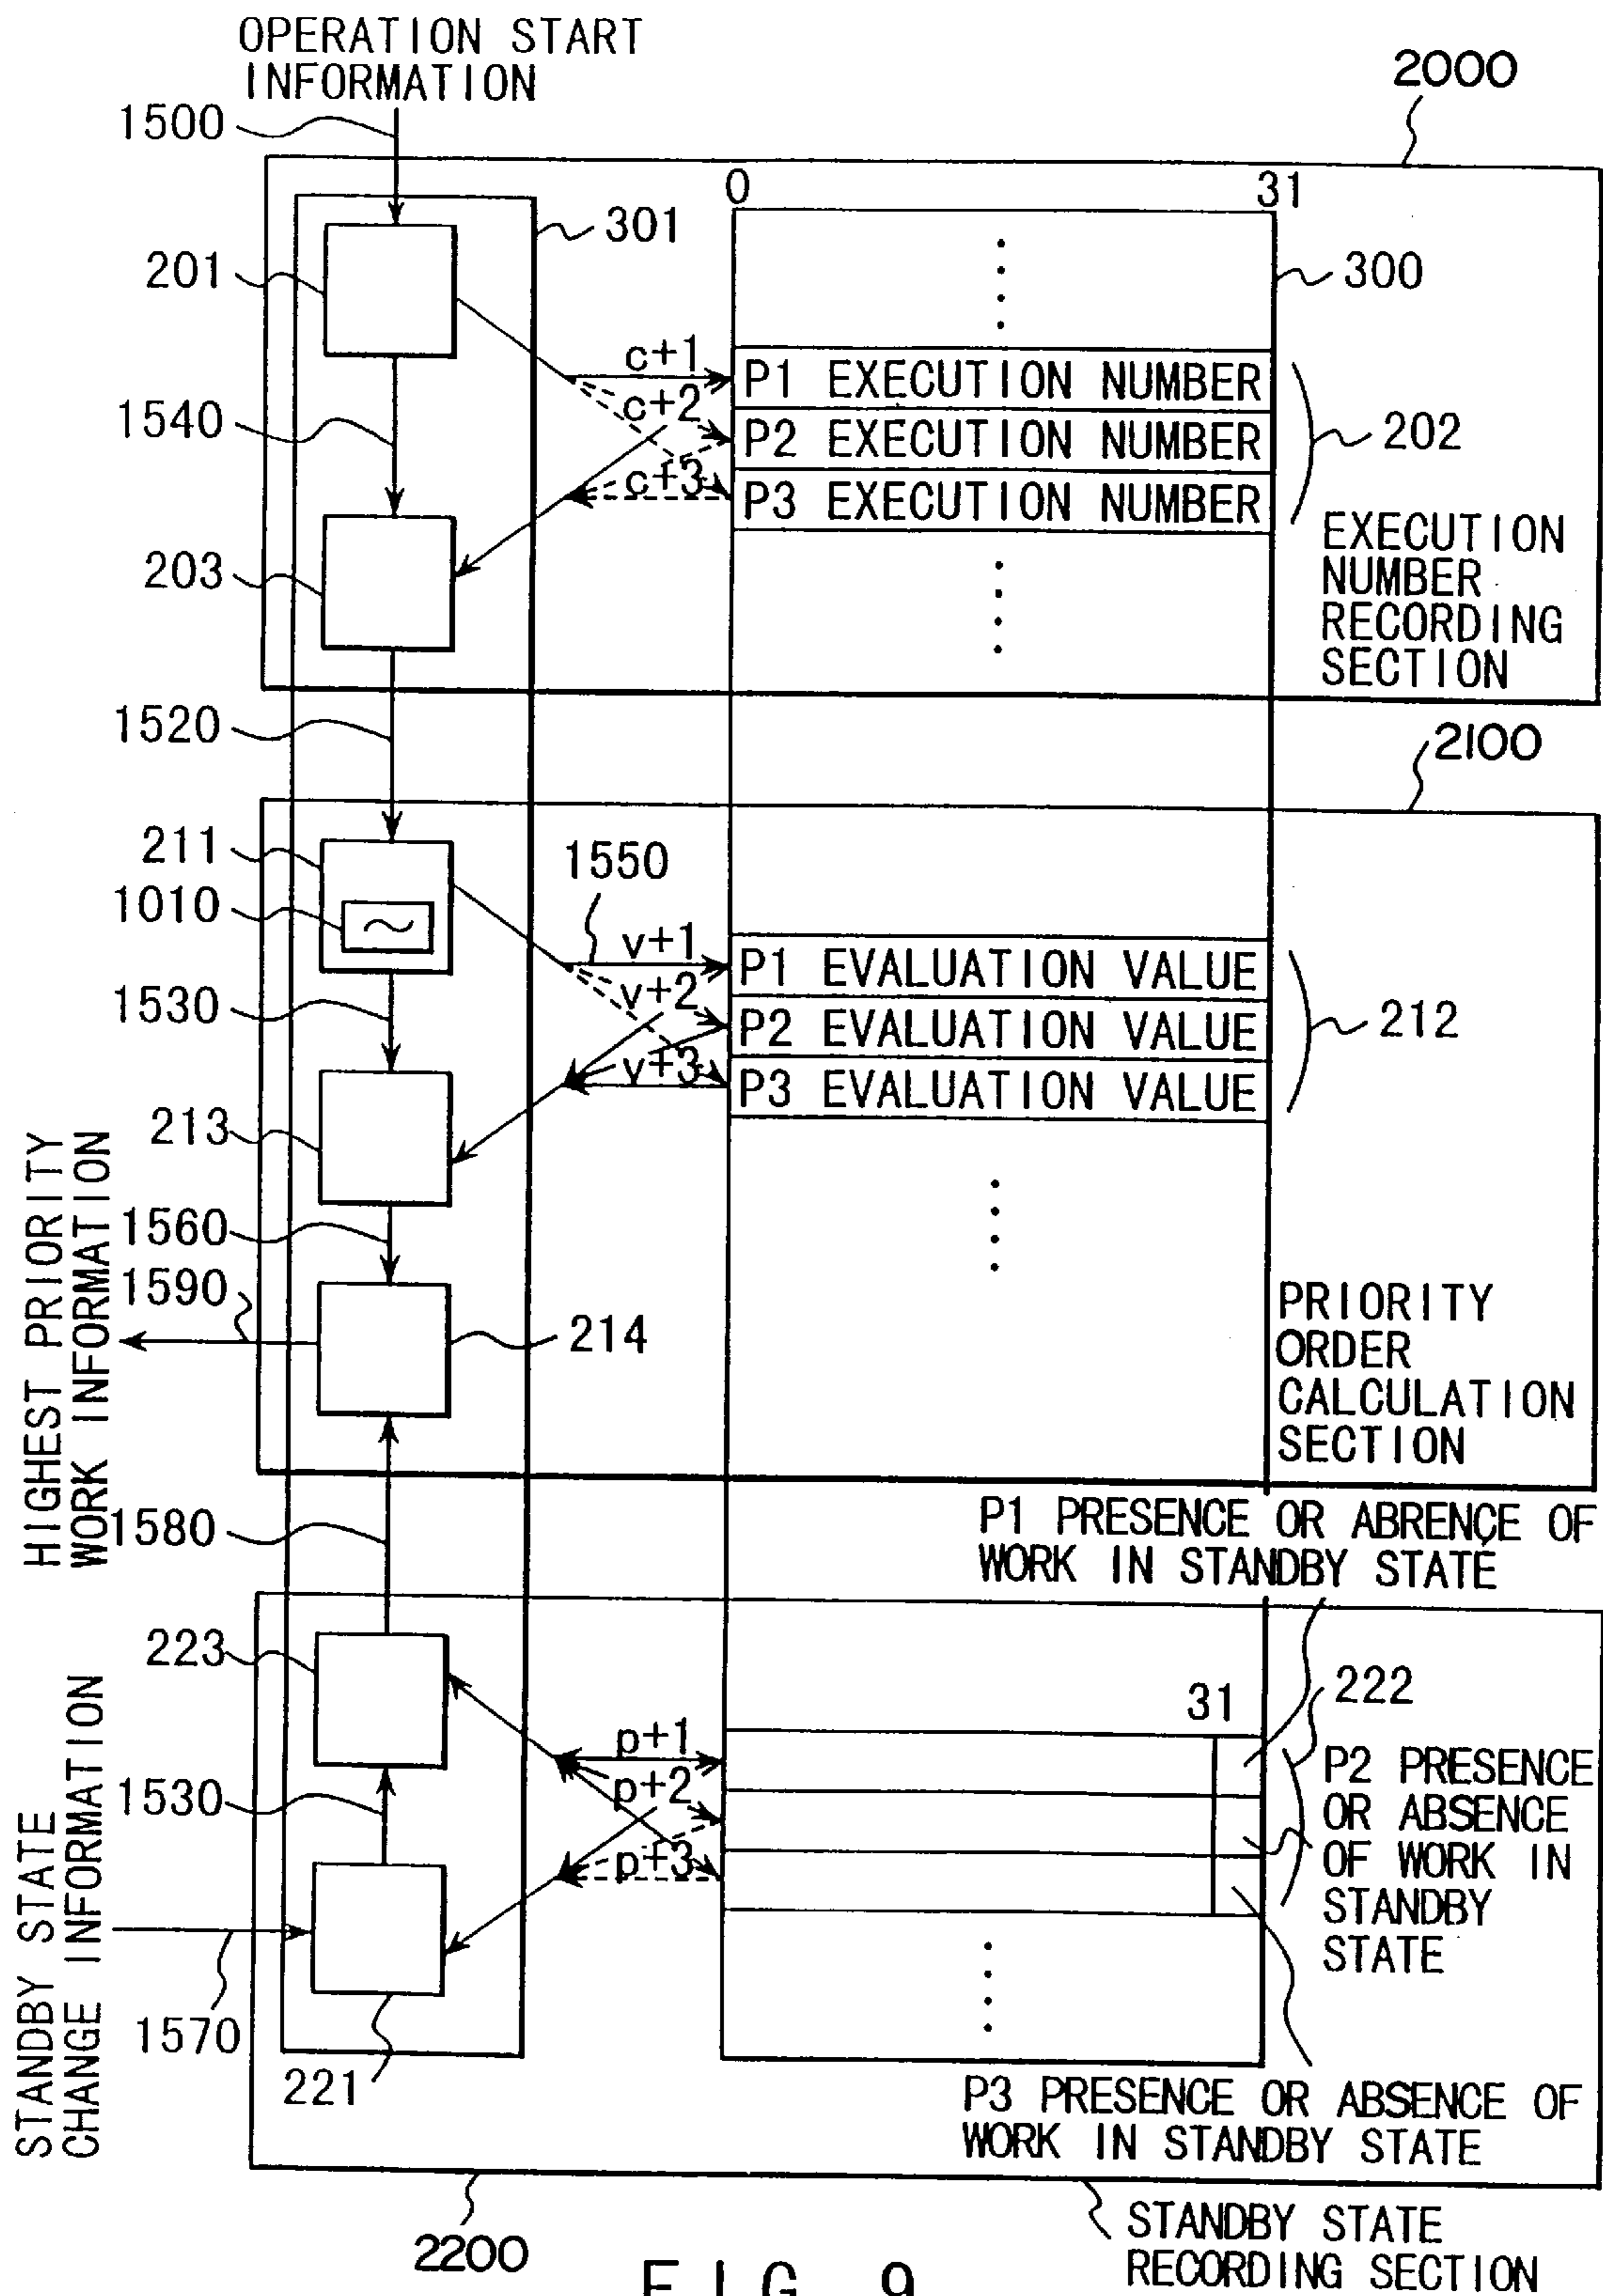 OPERATION START
INFORMATION
2000
1500
0
31
301
201
300
c+1
P1 EXECUTION NUMBER
c+2
1540
P2 EXECUTION NUMBER
202
c+3
P3 EXECUTION NUMBER
EXECUTION
NUMBER
RECORDING
SECTION
203
1520
2100
211
1550
1010
v+1
P1 EVALUATION VALUE
v+2
1530
P2 EVALUATION VALUE
212
v+3
P3 EVALUATION VALUE
213
HIGHEST PRIORITY
WORK INFORMATION
1560
1590
214
PRIORITY
ORDER
CALCULATION
SECTION
1580
P1 PRESENCE OR ABRENCE OF
WORK IN STANDBY STATE
223
31
222
p+1
P2 PRESENCE
OR ABSENCE
OF WORK IN
STANDBY
STATE
p+2
1530
p+3
STANDBY STATE
CHANGE INFORMATION
1570
221
P3 PRESENCE OR ABSENCE OF
WORK IN STANDBY STATE
2200
STANDBY STATE
RECORDING SECTION
FIG. 9